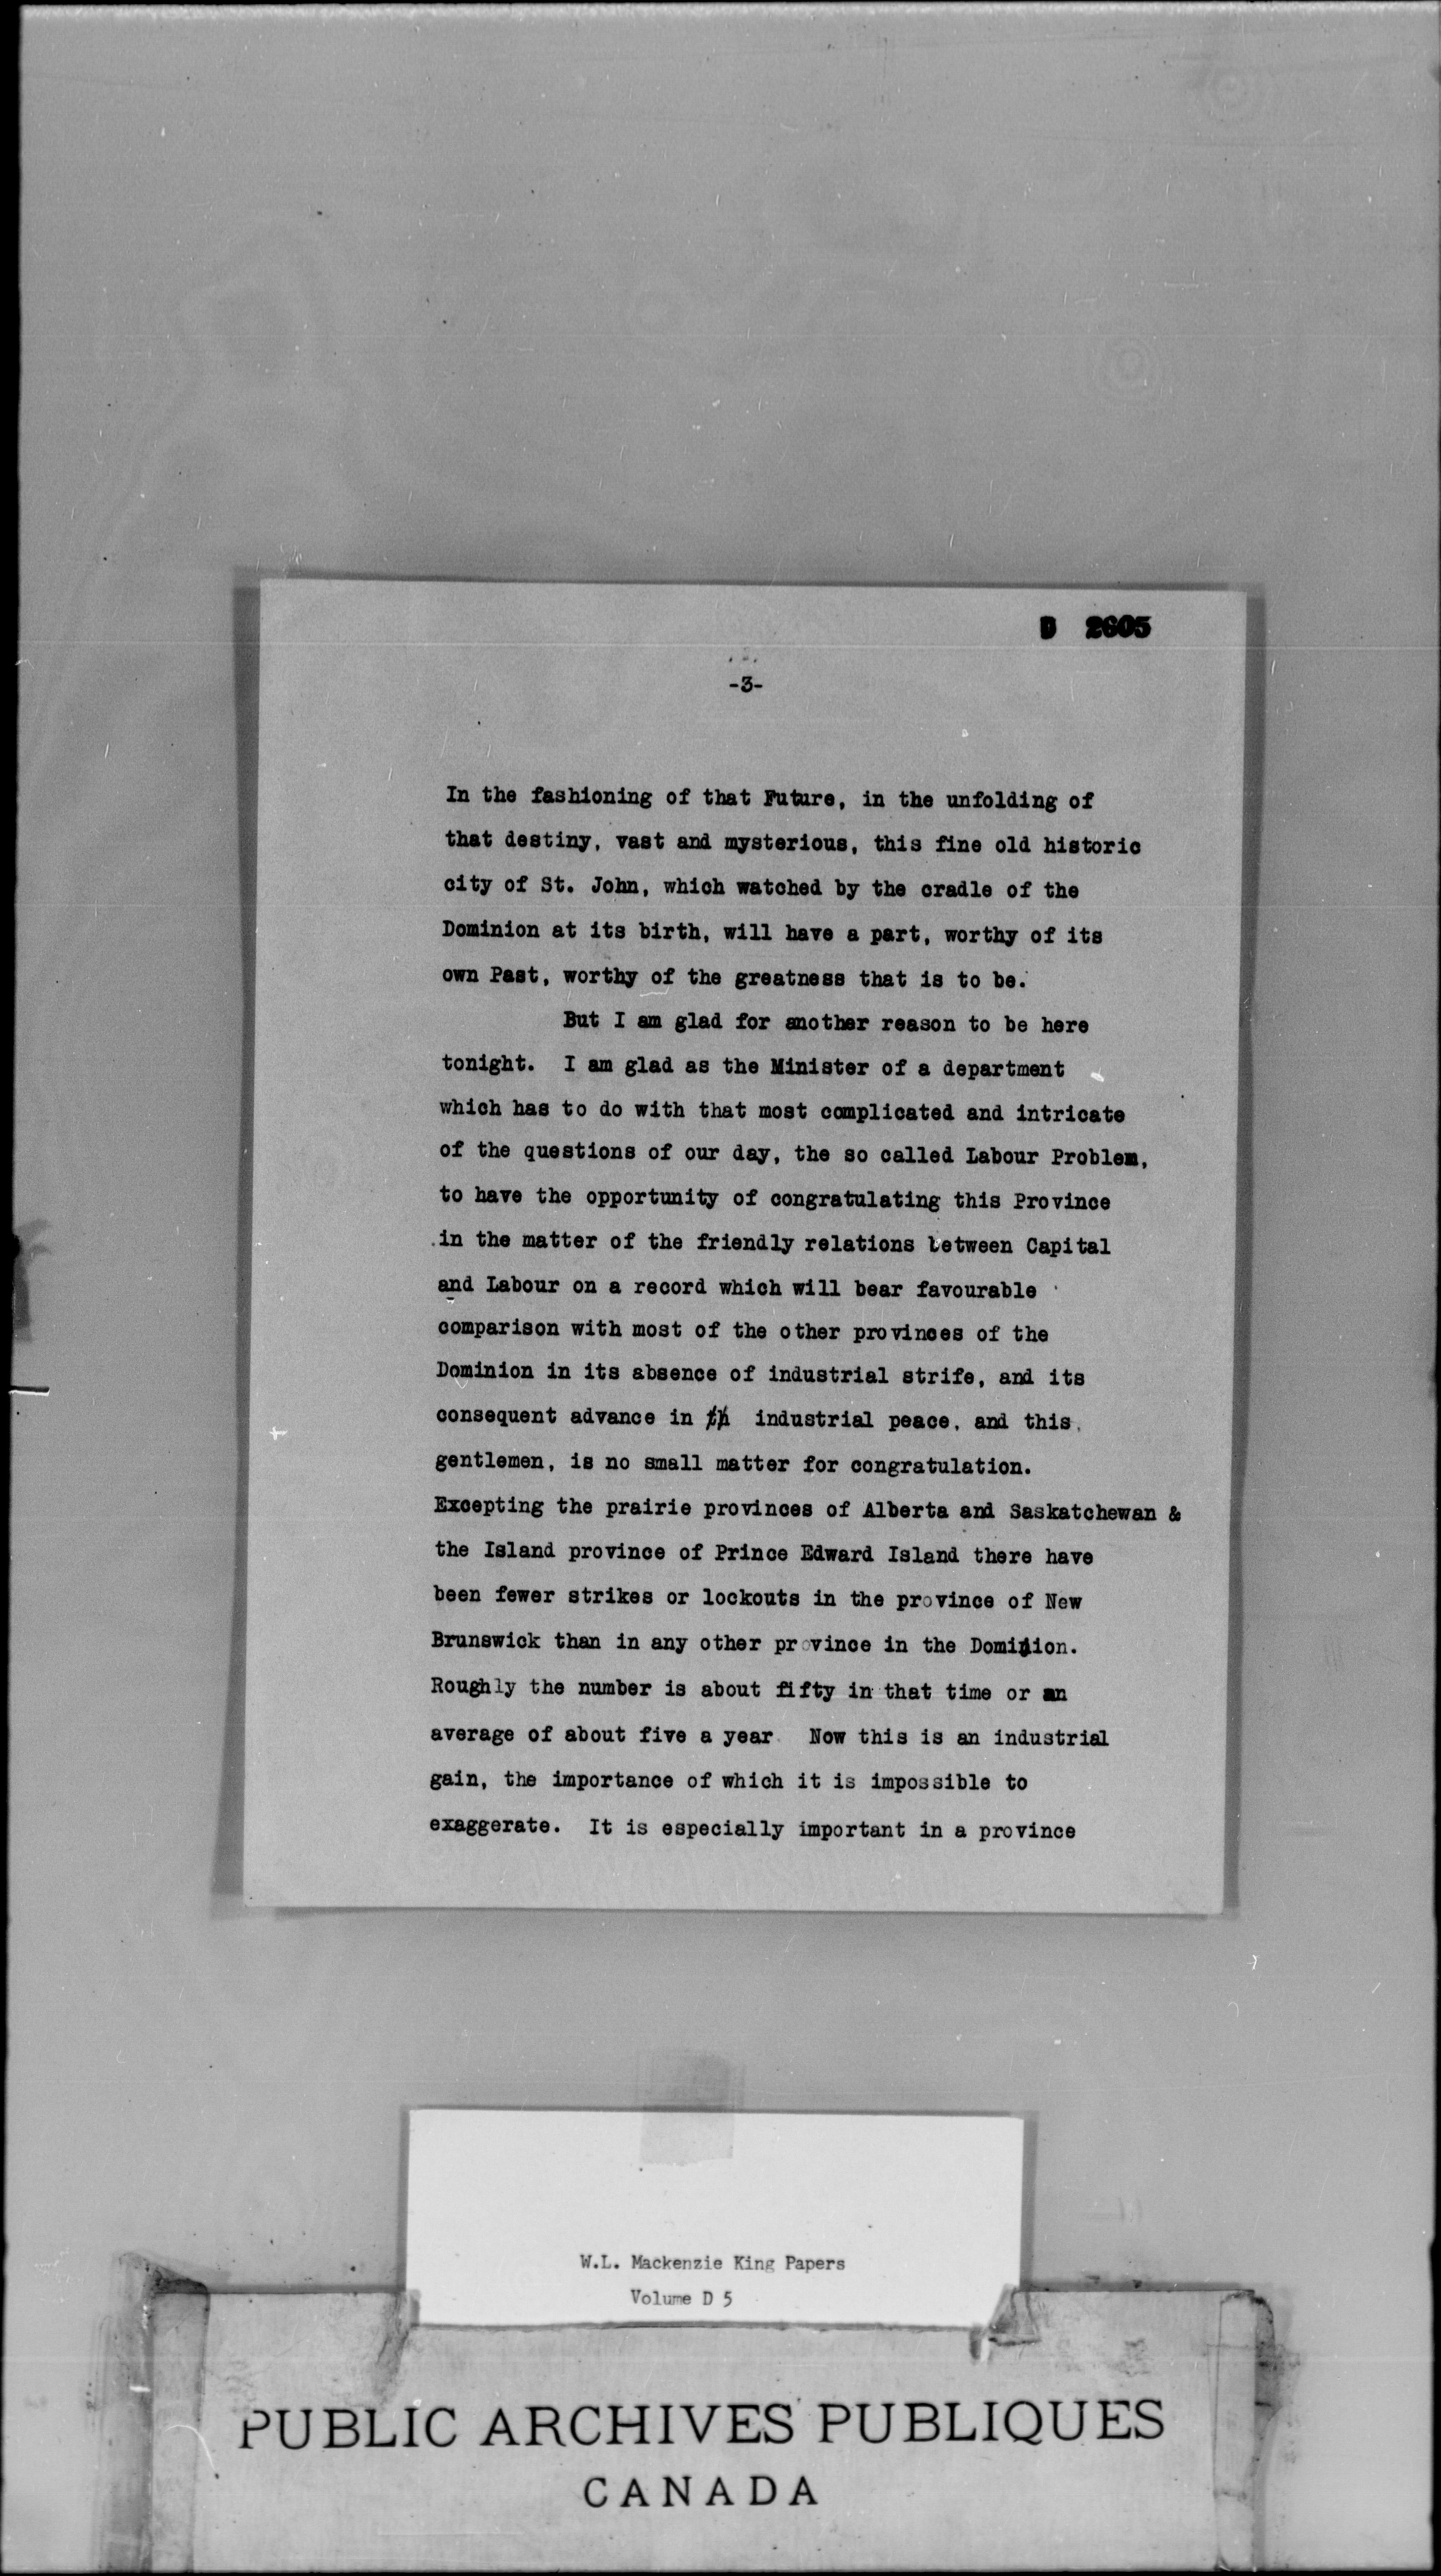 D 2605
-3-
In the fashioning of that Future, in the unfolding of
that destiny, vast and mysterious, this fine old historic
city of St. John, which watched by the cradle of the
Dominion at its birth, will have a part, worthy of its
own Past, worthy of the greatness that is to be.
But I am glad for another reason to be here
tonight. I am glad as the Minister of a department
which has to do with that most complicated and intricate
of the questions of our day, the so called Labour Problem,
to have the opportunity of congratulating this Province
in the matter of the friendly relations between Capital
and Labour on a record which will bear favourable
comparison with most of the other provinces of the
Dominion in its absence of industrial strife, and its
consequent advance in th industrial peace, and this,
gentlemen, is no small matter for congratulation.
Excepting the prairie provinces of Alberta and Saskatchewan &
the Island province of Prince Edward Island there have
been fewer strikes or lockouts in the province of New
Brunswick than in any other province in the Dominion.
Roughly the number is about fifty in that time or an
average of about five a year. Now this is an industrial
gain, the importance of which it is impossible to
exaggerate. It is especially important in a province
W.L. Mackenzie King Papers
Volume D 5
PUBLIC ARCHIVES PUBLIQUES
CANADA